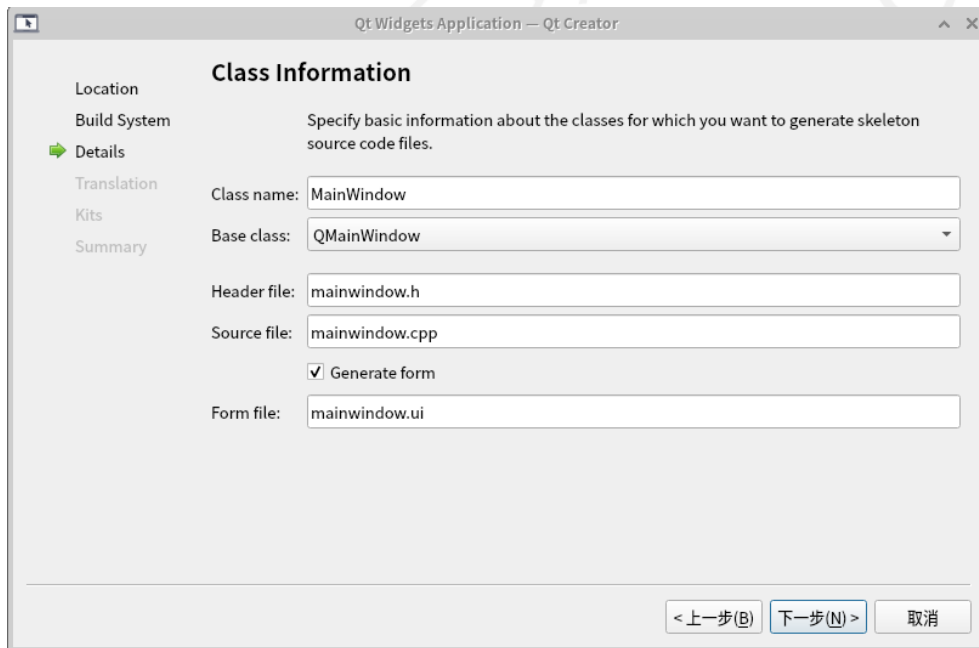 Qt Widgets Application — Qt Creator
Location
Build System
Details
Translation
Kits
Summary
Class Information
Specify basic information about the classes for which you want to generate skeleton
source code files.
Class name: MainWindow
Base class: QMainWindow
Header file: mainwindow.h
Source file: mainwindow.cpp
Generate form
Form file: mainwindow.ui
< 上一步(B) 下一步(N) > 取消